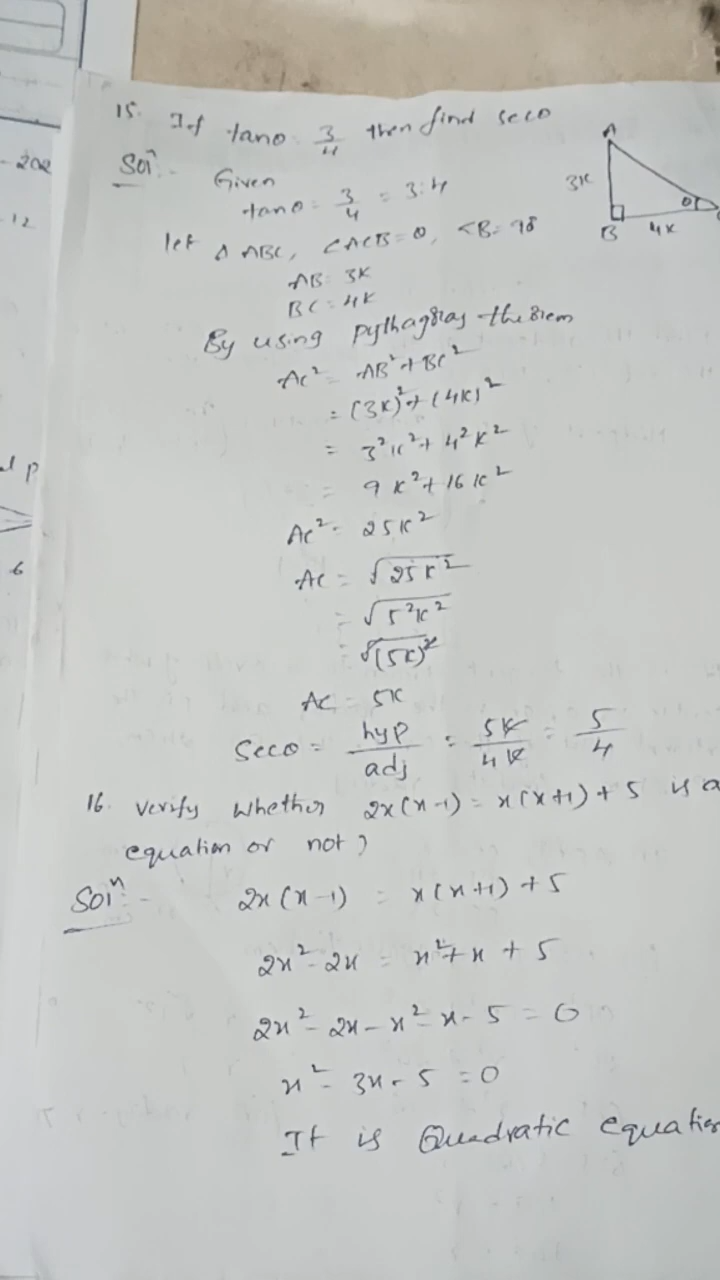 15. If tanθ = 3/4 then find secθ
Soln:-
Given
tanθ = 3/4 = 3:4
let Δ ABC, ∠ACB = θ, ∠B = 90°
A
3K
B 4K
θ
AB = 3K
BC = 4K
By using pythagoras theorem
AC² = AB² + BC²
= (3K)² + (4K)²
= 3²K² + 4²K²
= 9K² + 16K²
AC² = 25K²
AC = √25K²
= √5²K²
= √(5K)²
AC = 5K
Secθ = hyp/adj = 5K/4K = 5/4
16. Verify whether 2x(x-1) = x(x+1) + 5 is a
equation or not?
Soln:-
2x(x-1) = x(x+1) + 5
2x² - 2x = x² + x + 5
2x² - 2x - x² - x - 5 = 0
x² - 3x - 5 = 0
It is Quadratic equation
- 202
- 12
6